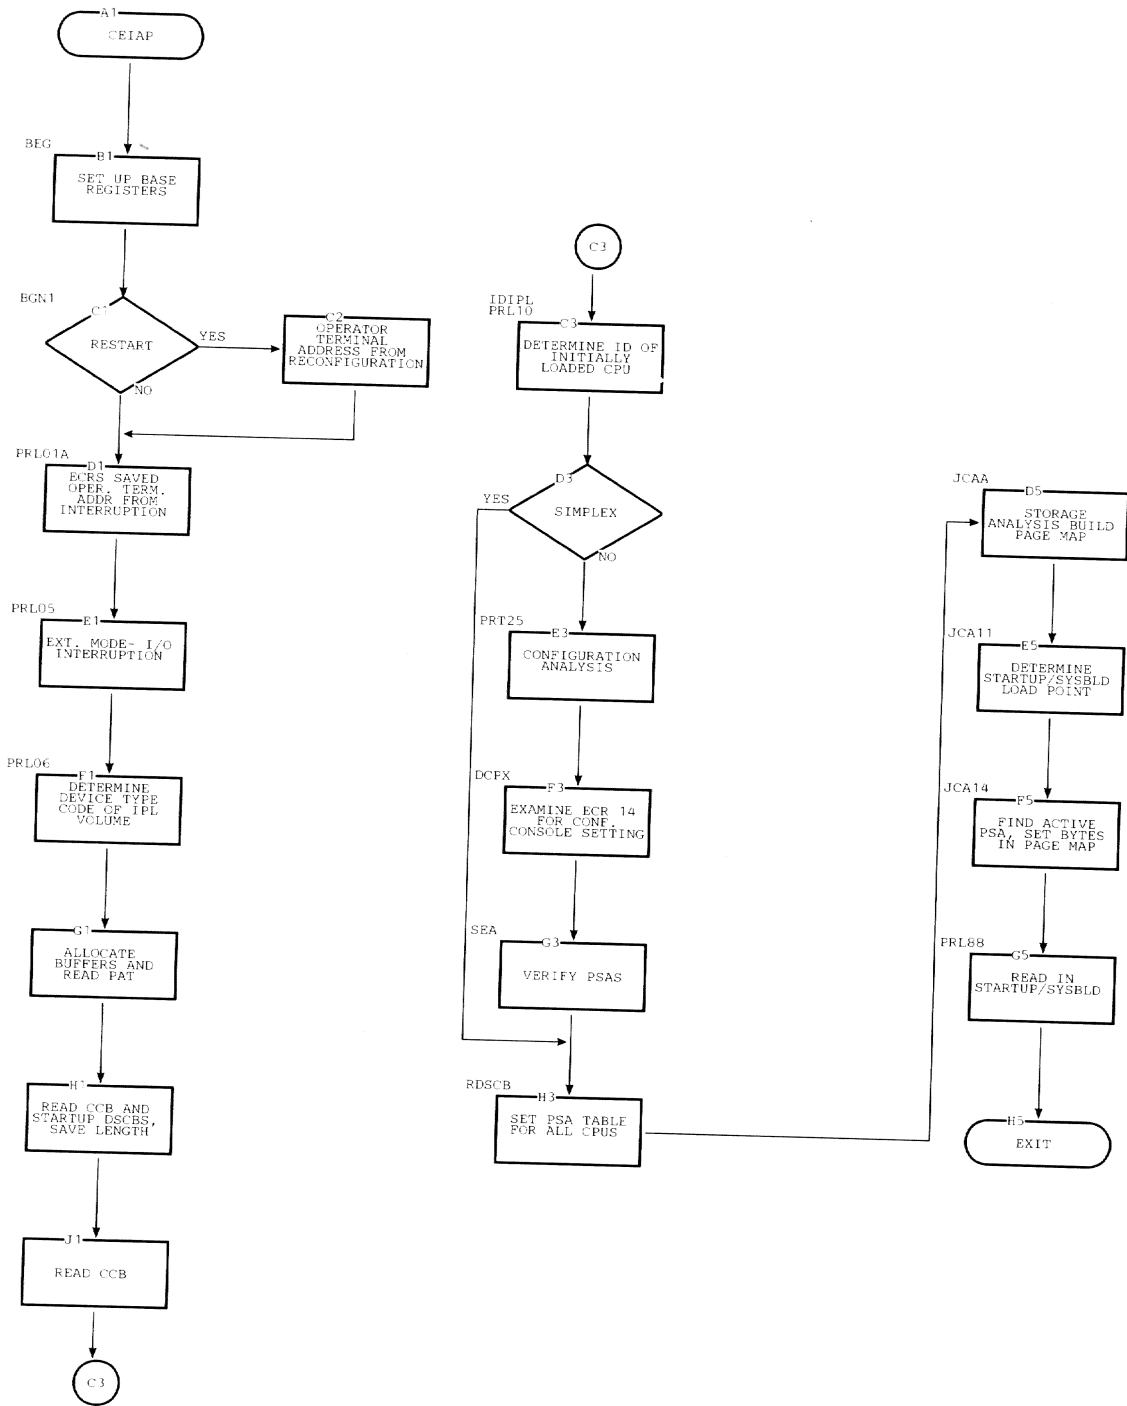 A1
CEIAP
BEG
B1
SET UP BASE
REGISTERS
BGN1
C1
RESTART
YES
NO
C2
OPERATOR
TERMINAL
ADDRESS FROM
RECONFIGURATION
PRL01A
D1
ECRS SAVED
OPER. TERM.
ADDR FROM
INTERRUPTION
PRL05
E1
EXT. MODE- I/O
INTERRUPTION
PRL06
F1
DETERMINE
DEVICE TYPE
CODE OF IPL
VOLUME
G1
ALLOCATE
BUFFERS AND
READ PAT
H1
READ CCB AND
STARTUP DSCBS,
SAVE LENGTH
J1
READ CCB
C3
C3
IDIPL
PRL10
C3
DETERMINE ID OF
INITIALLY
LOADED CPU
D3
YES
SIMPLEX
NO
PRT25
E3
CONFIGURATION
ANALYSIS
DCPX
F3
EXAMINE ECR 14
FOR CONF.
CONSOLE SETTING
SEA
G3
VERIFY PSAS
RDSCB
H3
SET PSA TABLE
FOR ALL CPUS
JCAA
D5
STORAGE
ANALYSIS BUILD
PAGE MAP
JCA11
E5
DETERMINE
STARTUP/SYSBLD
LOAD POINT
JCA14
F5
FIND ACTIVE
PSA, SET BYTES
IN PAGE MAP
PRL88
G5
READ IN
STARTUP/SYSBLD
H5
EXIT